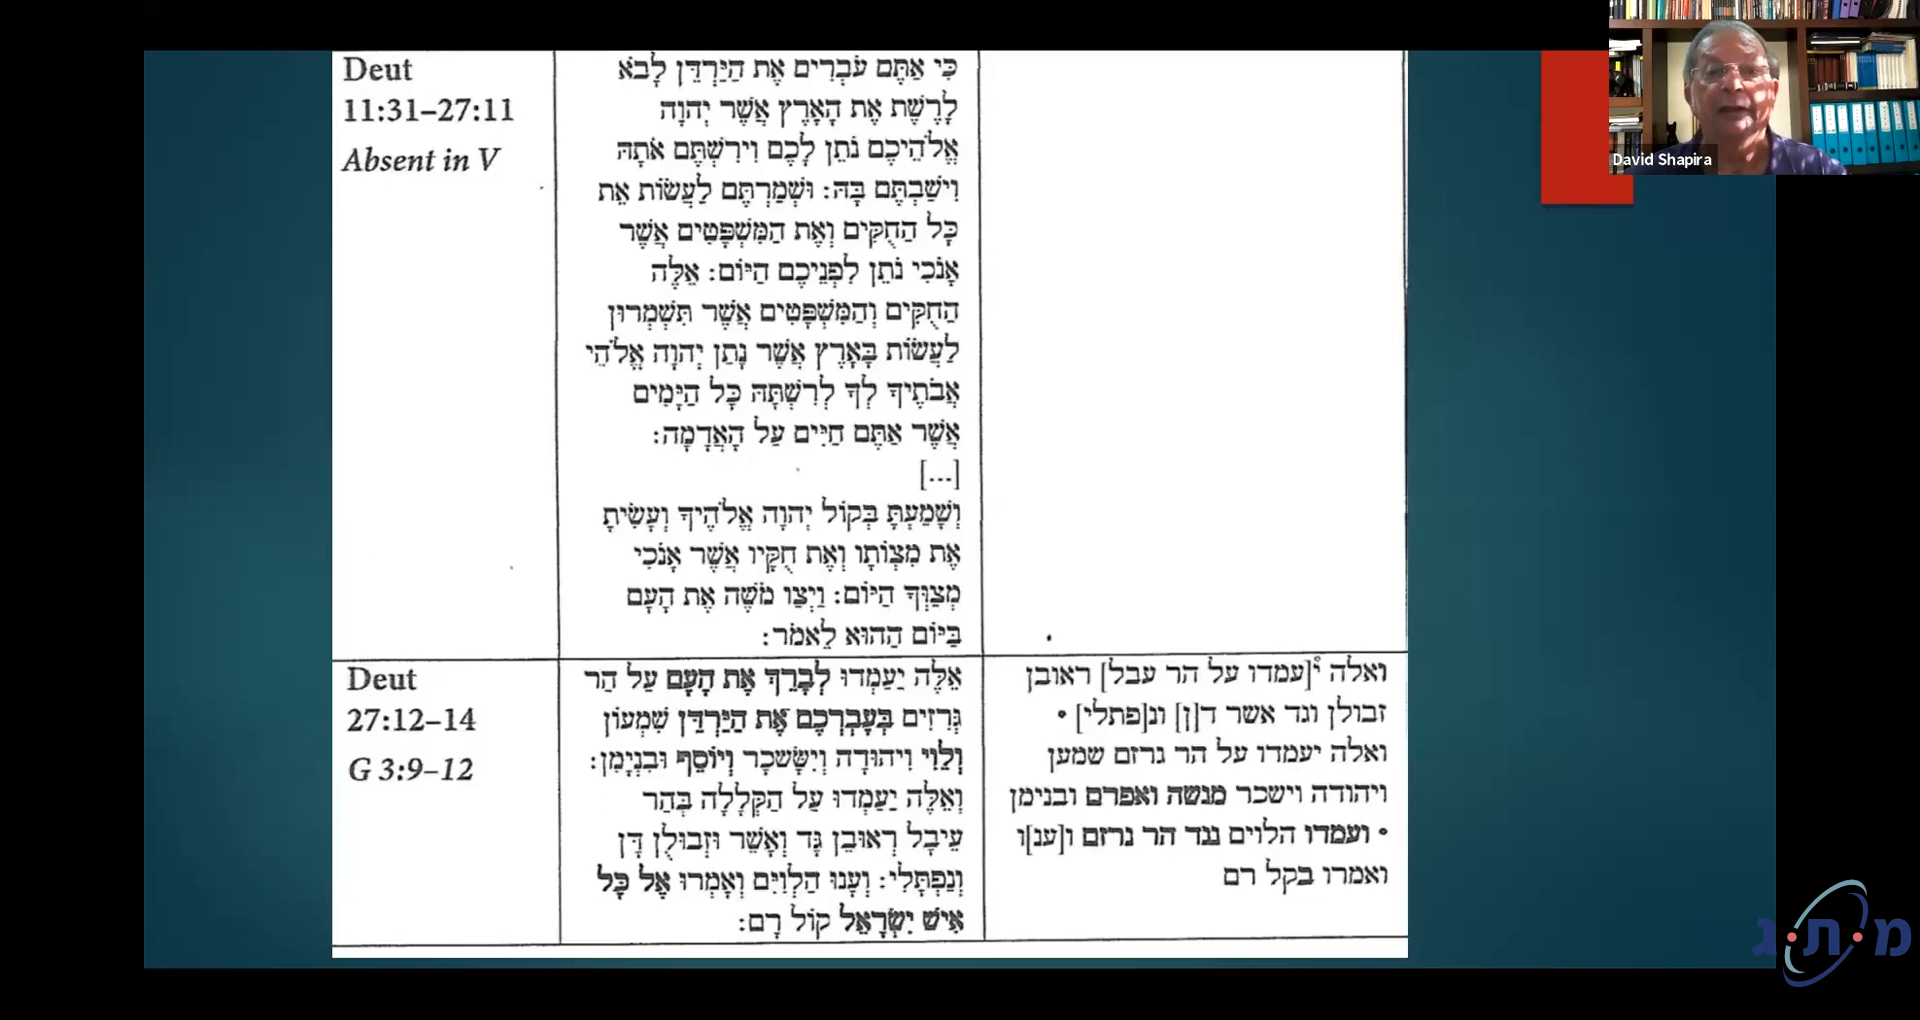 Deut
11:31–27:11
Absent in V
כִּי אַתֶּם עֹבְרִים אֶת הַיַּרְדֵּן לָבֹא
לָרֶשֶׁת אֶת הָאָרֶץ אֲשֶׁר יְהוָה
אֱלֹהֵיכֶם נֹתֵן לָכֶם וִירִשְׁתֶּם אֹתָהּ
וִישַׁבְתֶּם בָּהּ: וּשְׁמַרְתֶּם לַעֲשׂוֹת אֵת
כָּל הַחֻקִּים וְאֶת הַמִּשְׁפָּטִים אֲשֶׁר
אָנֹכִי נֹתֵן לִפְנֵיכֶם הַיּוֹם: אֵלֶּה
הַחֻקִּים וְהַמִּשְׁפָּטִים אֲשֶׁר תִּשְׁמְרוּן
לַעֲשׂוֹת בָּאָרֶץ אֲשֶׁר נָתַן יְהוָה אֱלֹהֵי
אֲבֹתֶיךָ לְךָ לְרִשְׁתָּהּ כָּל הַיָּמִים
אֲשֶׁר אַתֶּם חַיִּים עַל הָאֲדָמָה:
[...]
וְשָׁמַעְתָּ בְּקוֹל יְהוָה אֱלֹהֶיךָ וְעָשִׂיתָ
אֶת מִצְוֹתָו וְאֶת חֻקָּיו אֲשֶׁר אָנֹכִי
מְצַוְּךָ הַיּוֹם: וַיְצַו מֹשֶׁה אֶת הָעָם
בַּיּוֹם הַהוּא לֵאמֹר:
Deut
27:12–14
G 3:9–12
אֵלֶּה יַעַמְדוּ לְבָרֵךְ אֶת הָעָם עַל הַר
גְּרִזִים בְּעָבְרְכֶם אֶת הַיַּרְדֵּן שִׁמְעוֹן
וְלֵוִי וִיהוּדָה וְיִשָּׂשכָר וְיוֹסֵף וּבִנְיָמִן:
וְאֵלֶּה יַעַמְדוּ עַל הַקְּלָלָה בְּהַר
עֵיבָל רְאוּבֵן גָּד וְאָשֵׁר וּזְבוּלֻן דָּן
וְנַפְתָּלִי: וְעָנוּ הַלְוִיִּם וְאָמְרוּ אֶל כָּל
אִישׁ יִשְׂרָאֵל קוֹל רָם:
ואלה י[עמדו על הר עבל] ראובן
זבולן וגד אשר ד[ן] ונ[פתלי] •
ואלה יעמדו על הר גרזם שמען
ויהודה וישכר מנשה ואפרם ובנימן
• ועמדו הלוים נגד הר גרזם ו[ענ]ו
ואמרו בקל רם
David Shapira
מ.ת.ג